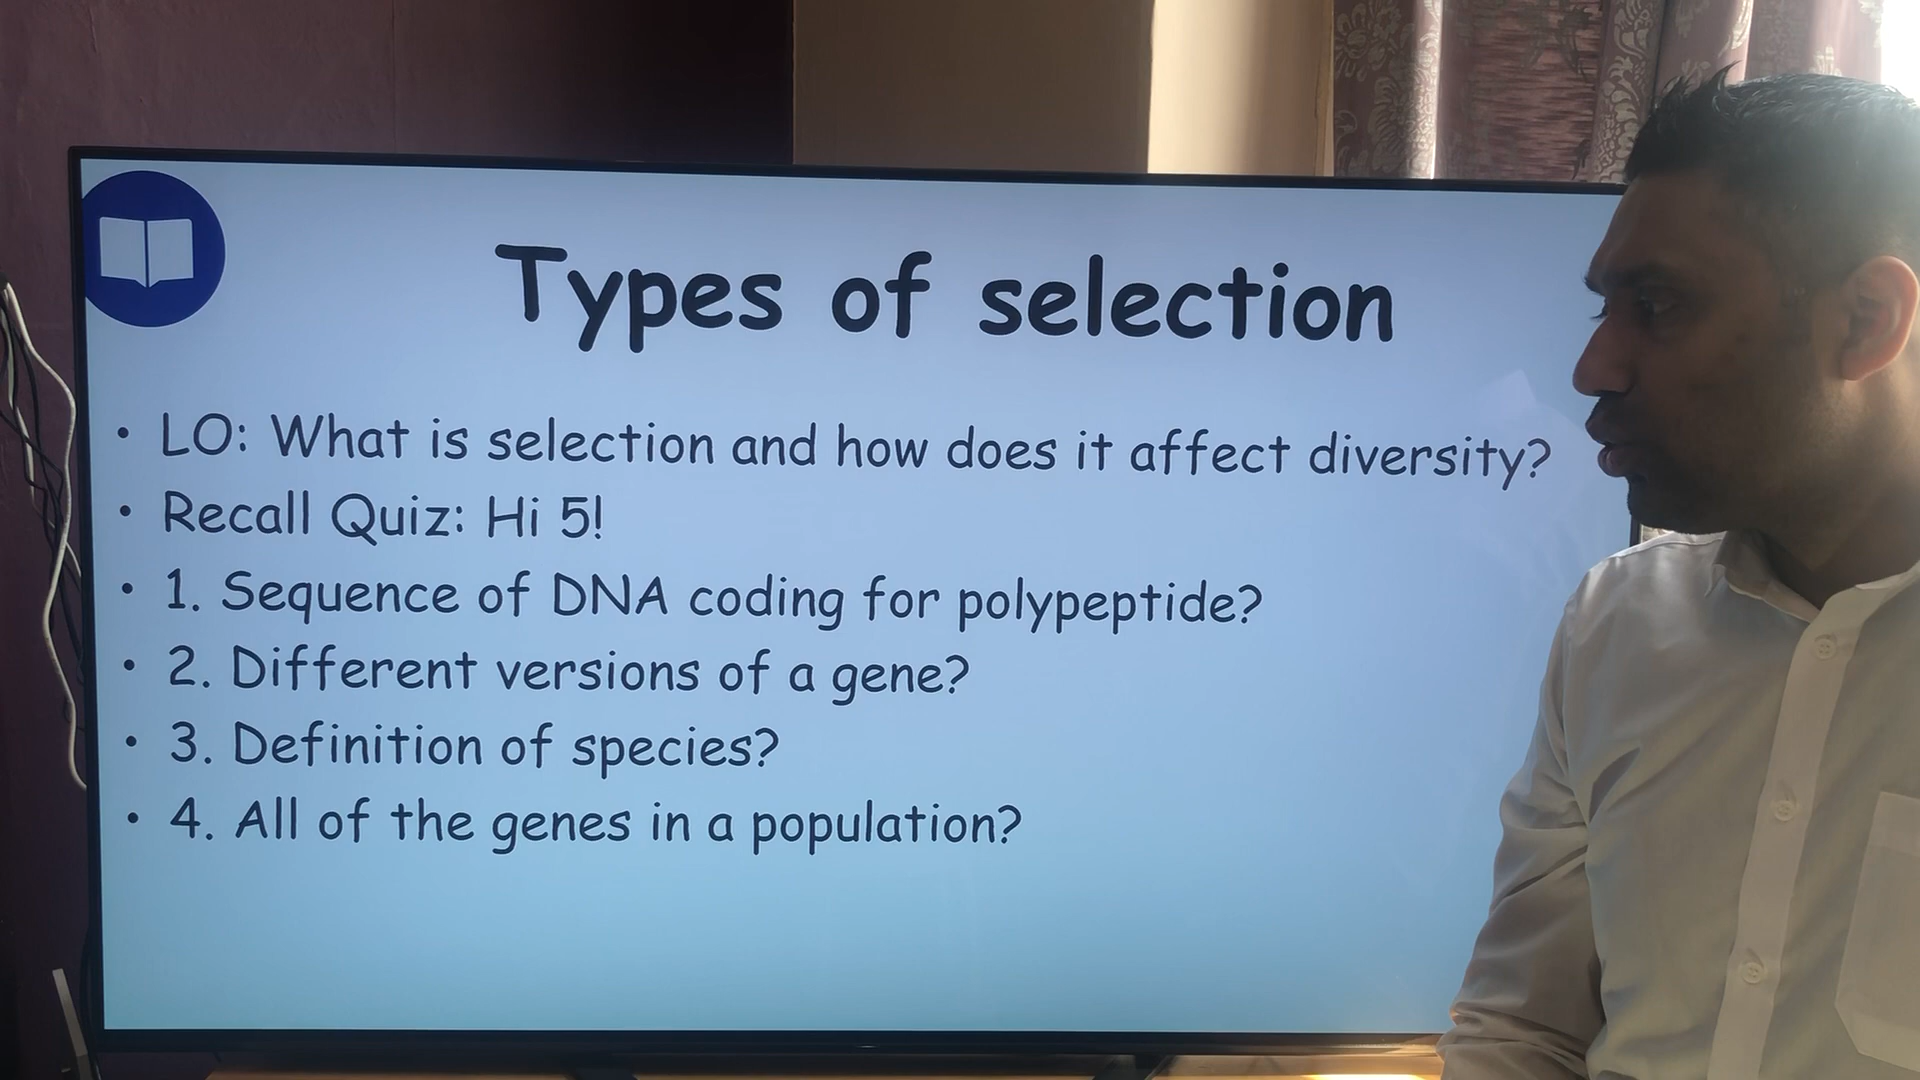 Types of selection
• LO: What is selection and how does it affect diversity?
• Recall Quiz: Hi 5!
• 1. Sequence of DNA coding for polypeptide?
• 2. Different versions of a gene?
• 3. Definition of species?
• 4. All of the genes in a population?